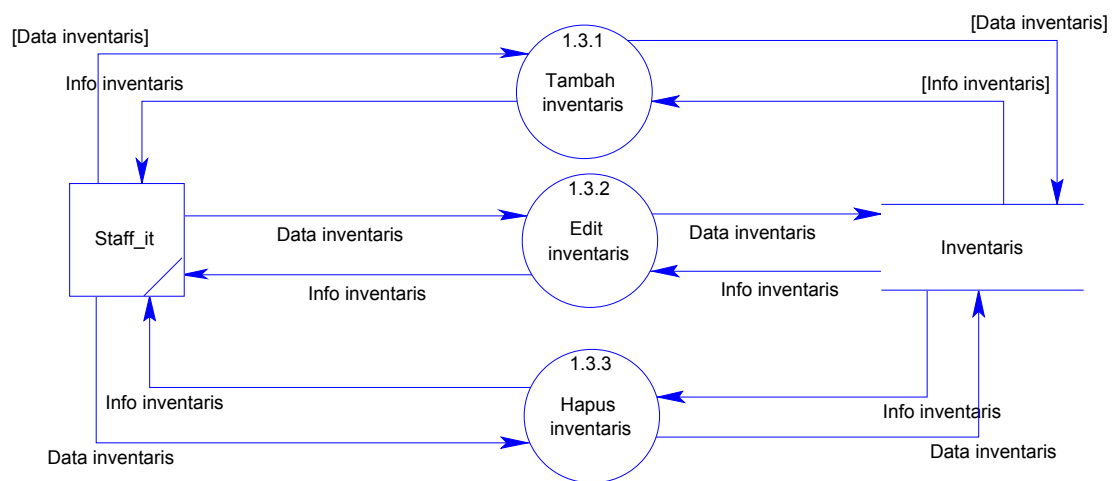 [Data inventaris]
Info inventaris
1.3.1
Tambah
inventaris
[Data inventaris]
[Info inventaris]
Staff_it
Data inventaris
Info inventaris
1.3.2
Edit
inventaris
Data inventaris
Info inventaris
Inventaris
Info inventaris
Data inventaris
1.3.3
Hapus
inventaris
Info inventaris
Data inventaris